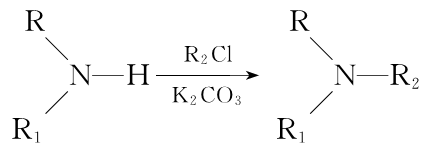 R R
R₂Cl
N—H N—R₂
K₂CO₃
R₁ R₁